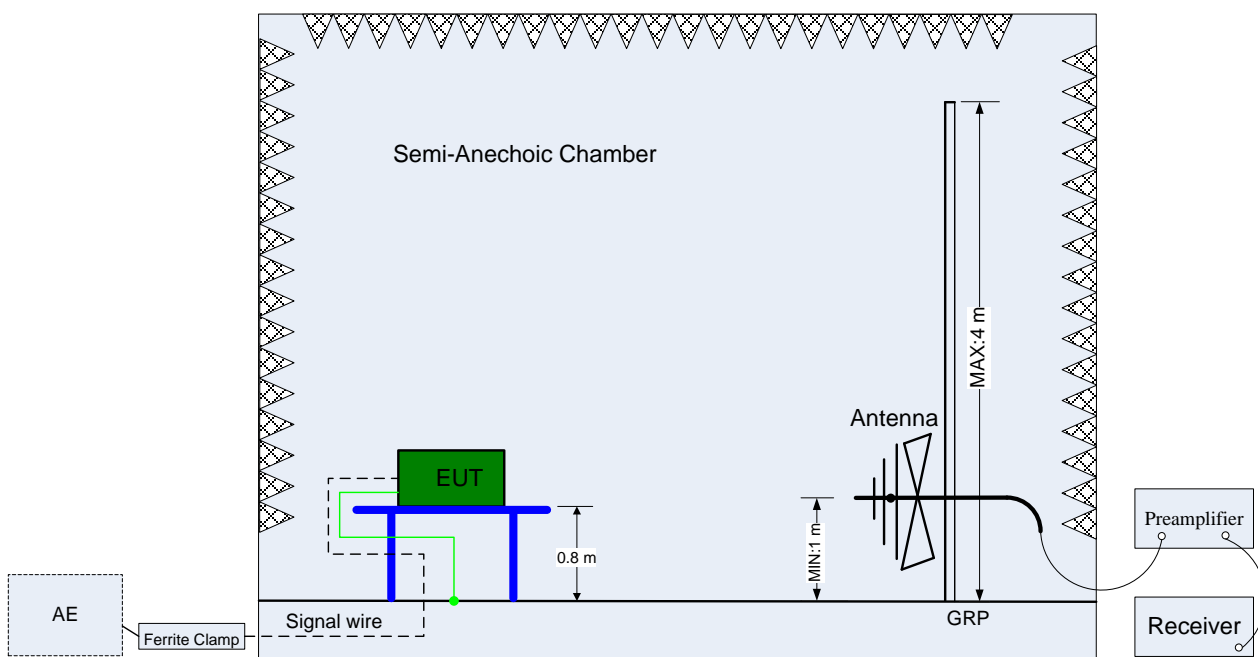 Semi-Anechoic Chamber
MAX:4 m
Antenna
EUT
Preamplifier
0.8 m
MIN:1 m
AE
Ferrite Clamp
Signal wire
GRP
Receiver